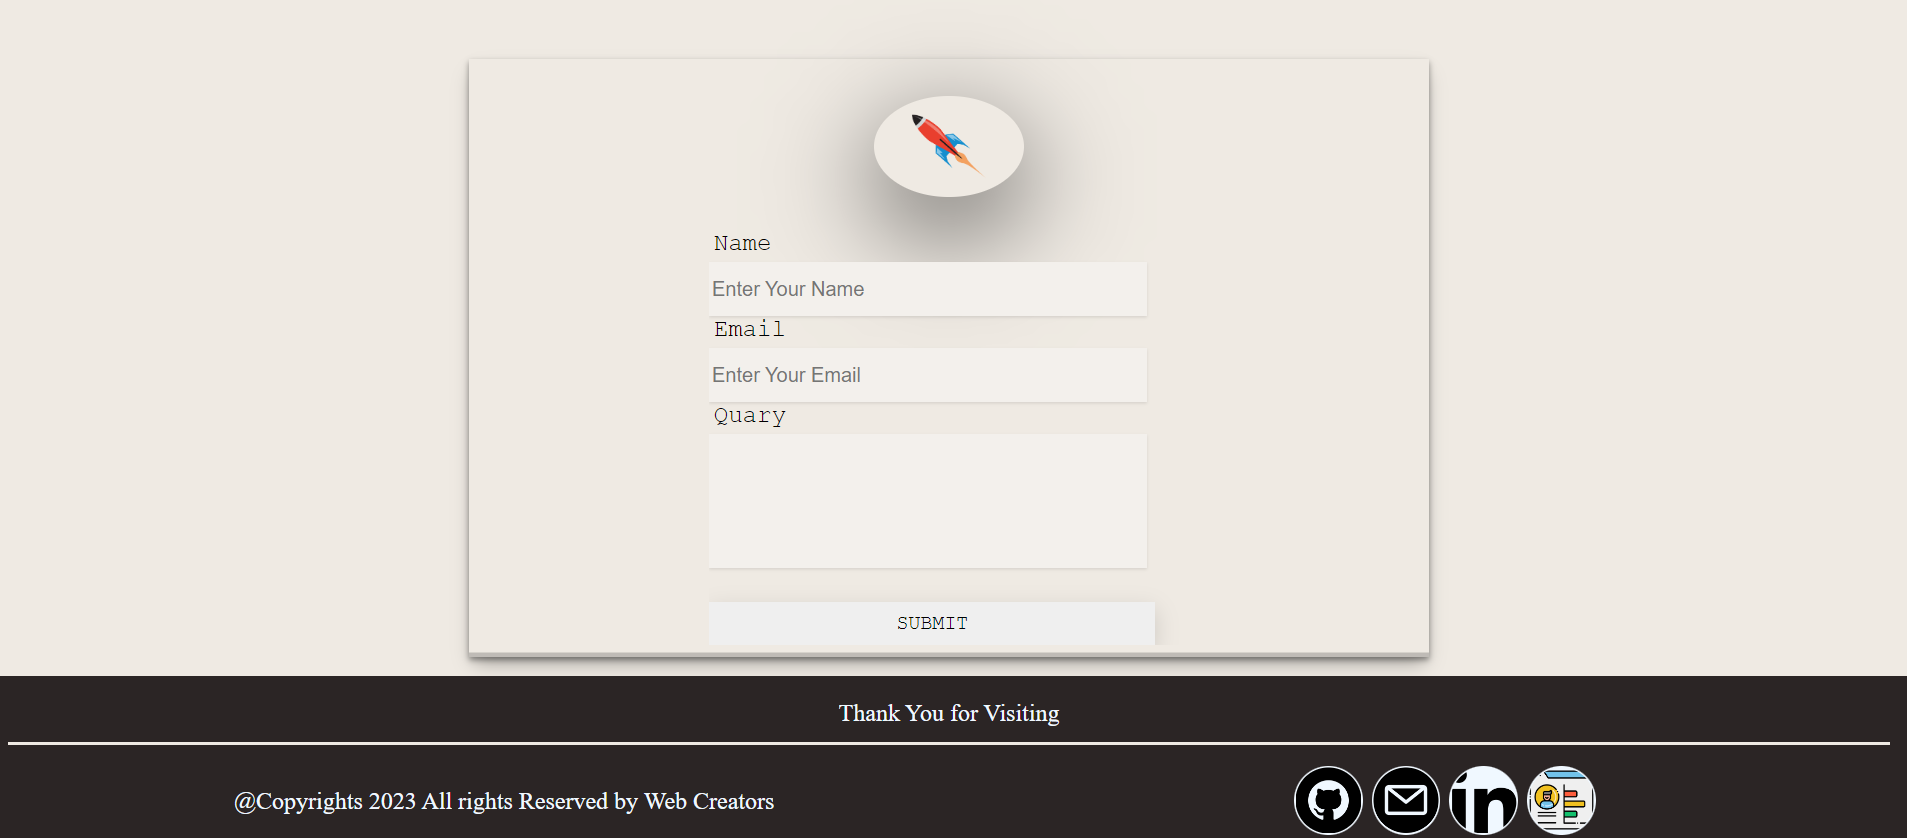 Name
Enter Your Name
Email
Enter Your Email
Quary
SUBMIT
Thank You for Visiting
@Copyrights 2023 All rights Reserved by Web Creators
in